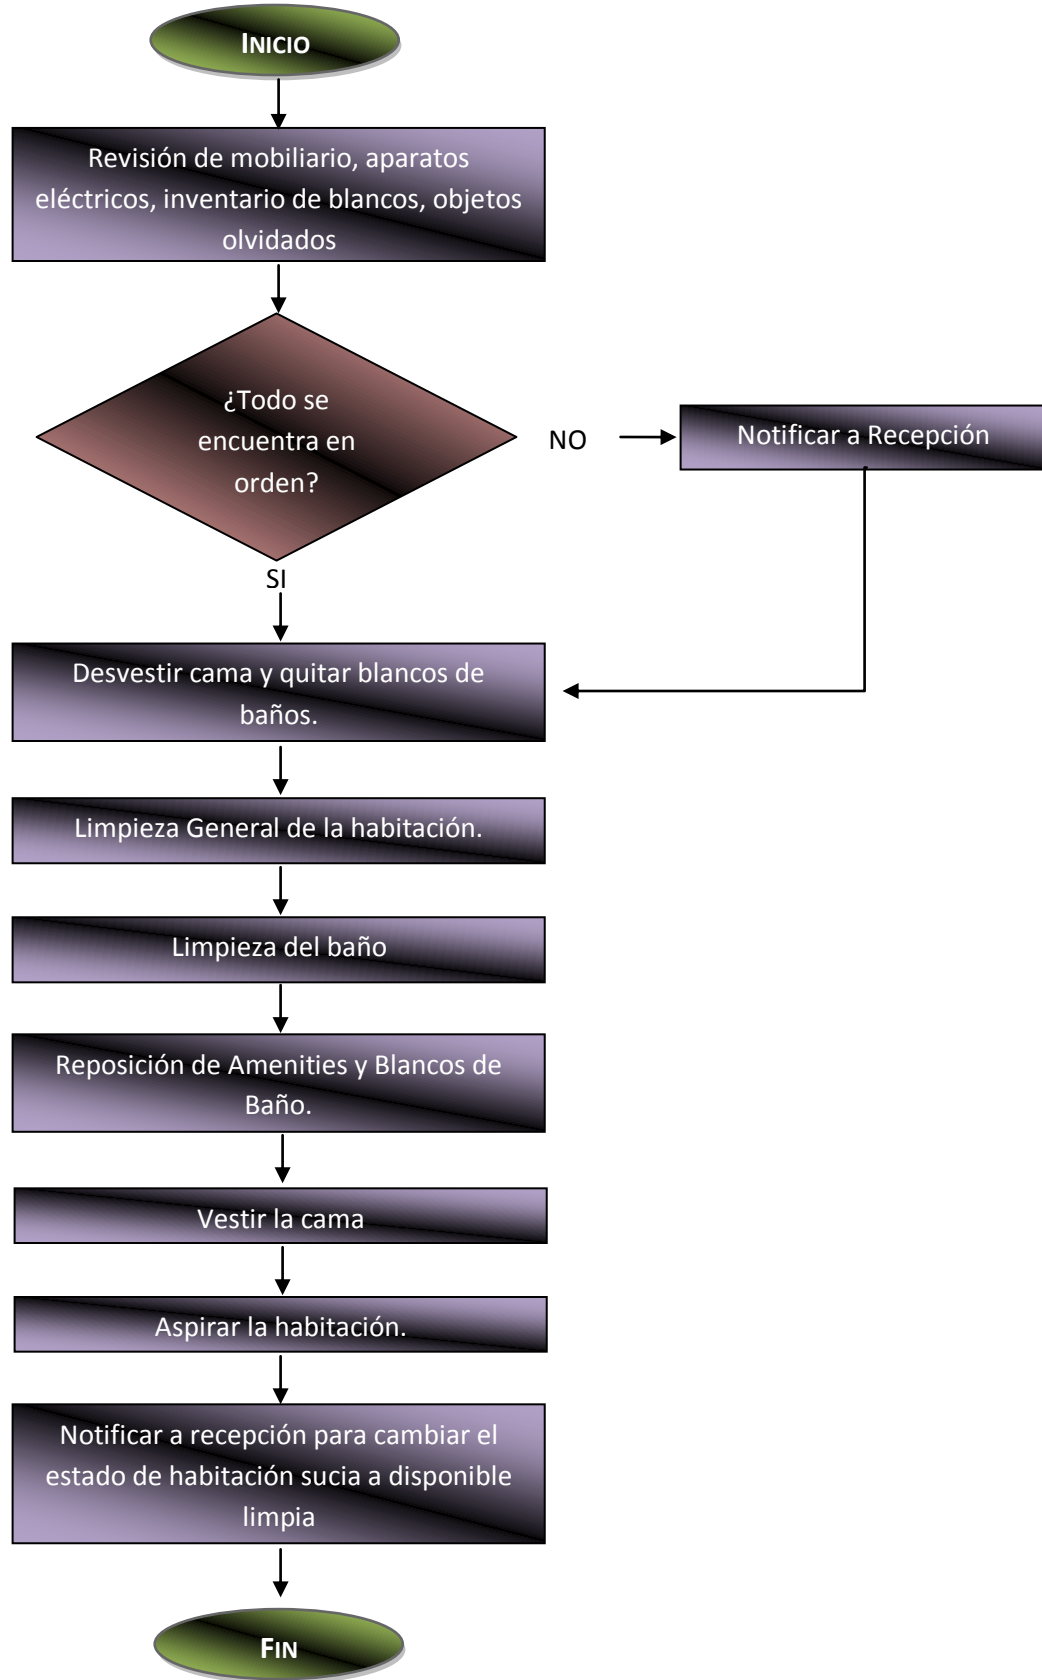 INICIO
Revisión de mobiliario, aparatos
eléctricos, inventario de blancos, objetos
olvidados
¿Todo se
encuentra en
orden?
NO
Notificar a Recepción
SI
Desvestir cama y quitar blancos de
baños.
Limpieza General de la habitación.
Limpieza del baño
Reposición de Amenities y Blancos de
Baño.
Vestir la cama
Aspirar la habitación.
Notificar a recepción para cambiar el
estado de habitación sucia a disponible
limpia
FIN